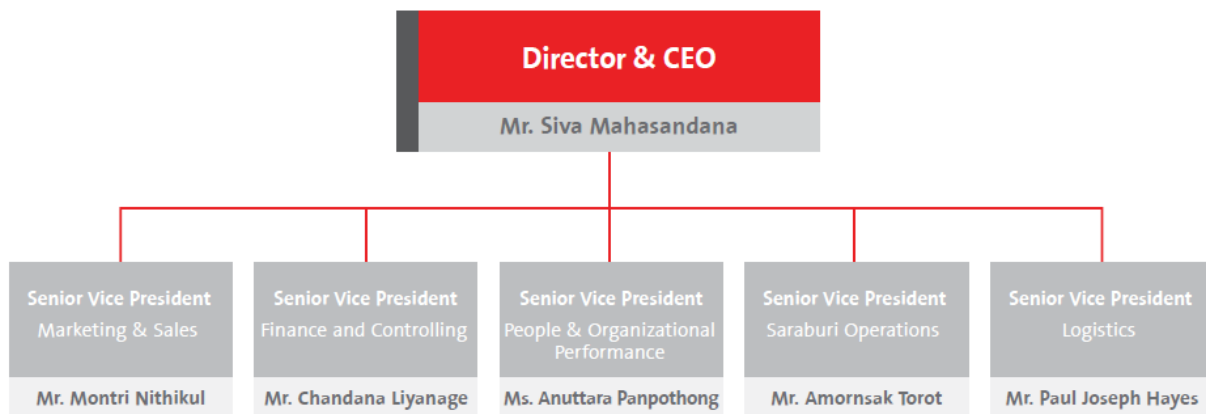 Director & CEO
Mr. Siva Mahasandana
Senior Vice President
Marketing & Sales
Mr. Montri Nithikul
Senior Vice President
Finance and Controlling
Mr. Chandana Liyanage
Senior Vice President
People & Organizational
Performance
Ms. Anuttara Panpothong
Senior Vice President
Saraburi Operations
Mr. Amornsak Torot
Senior Vice President
Logistics
Mr. Paul Joseph Hayes